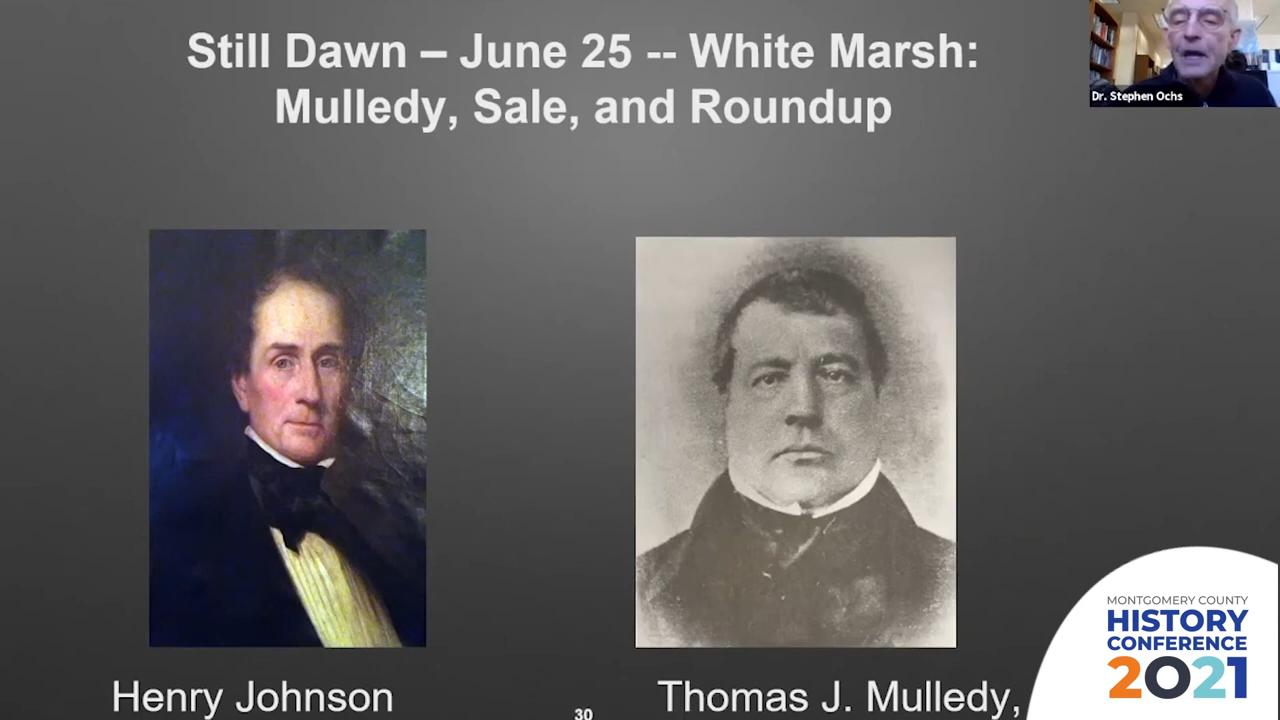 Still Dawn – June 25 -- White Marsh:
Mulledy, Sale, and Roundup
Dr. Stephen Ochs
Henry Johnson
30
Thomas J. Mulledy,
MONTGOMERY COUNTY
HISTORY
CONFERENCE
2021